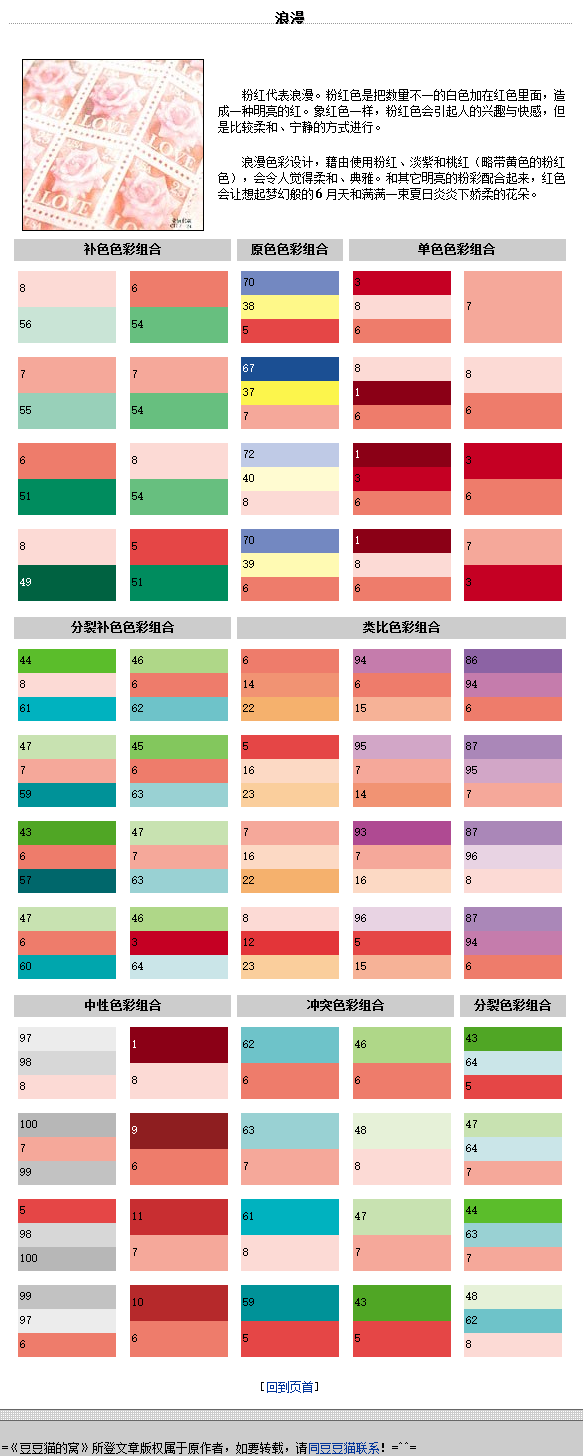 浪漫
LOVE
LOVE
LOVE
粉红代表浪漫。粉红色是把数量不一的白色加在红色里面，造
成一种明亮的红。象红色一样，粉红色会引起人的兴趣与快感，但
是比较柔和、宁静的方式进行。
浪漫色彩设计，藉由使用粉红、淡紫和桃红（略带黄色的粉红
色），会令人觉得柔和、典雅。和其它明亮的粉彩配合起来，红色
会让想起梦幻般的 6 月天和满满一束夏日炎炎下娇柔的花朵。
补色色彩组合 原色色彩组合 单色色彩组合
8 6 70 3 7
38 8
56 54 5 6
7 7 67 8 8
37 1
55 54 7 6 6
6 8 72 1 3
40 3
51 54 8 6 6
8 5 70 1 7
39 8
49 51 6 6 3
分裂补色色彩组合 类比色彩组合
44 46 6 94 86
8 6 14 6 94
61 62 22 15 6
47 45 5 95 87
7 6 16 7 95
59 63 23 14 7
43 47 7 93 87
6 7 16 7 96
57 63 22 16 8
47 46 8 96 87
6 3 12 5 94
60 64 23 15 6
中性色彩组合 冲突色彩组合 分裂色彩组合
97 1 62 46 43
98 64
8 8 6 6 5
100 9 63 48 47
7 64
99 6 7 8 7
5 11 61 47 44
98 63
100 7 8 7 7
99 10 59 43 48
97 62
6 6 5 5 8
[回到页首]
=《豆豆猫的窝》所登文章版权属于原作者，如要转载，请同豆豆猫联系！=^^=